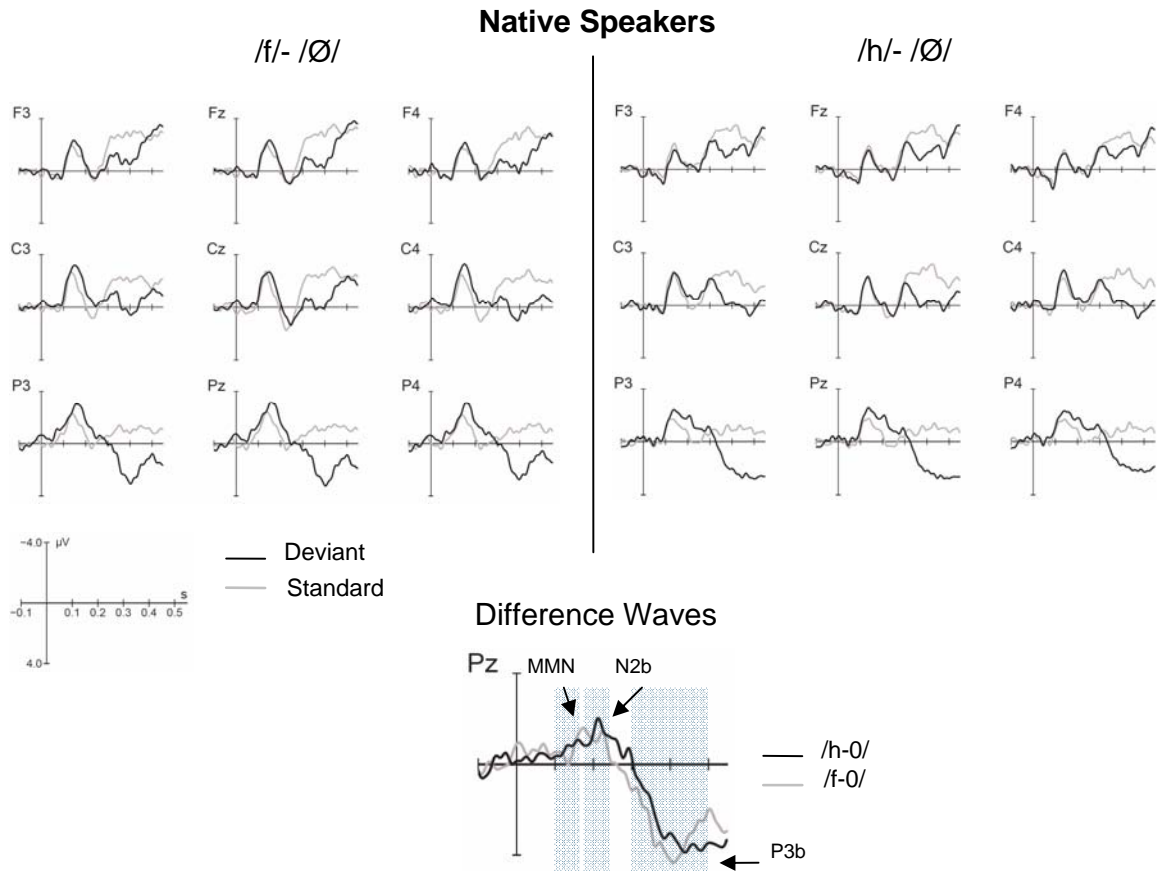 Native Speakers
/f/- /Ø/
/h/- /Ø/
F3 Fz F4
F3 Fz F4
C3 Cz C4
C3 Cz C4
P3 Pz P4
P3 Pz P4
−4.0 μV
s
−0.1 0.1 0.2 0.3 0.4 0.5
4.0
Deviant
Standard
Difference Waves
Pz
MMN
N2b
/h-0/
/f-0/
P3b